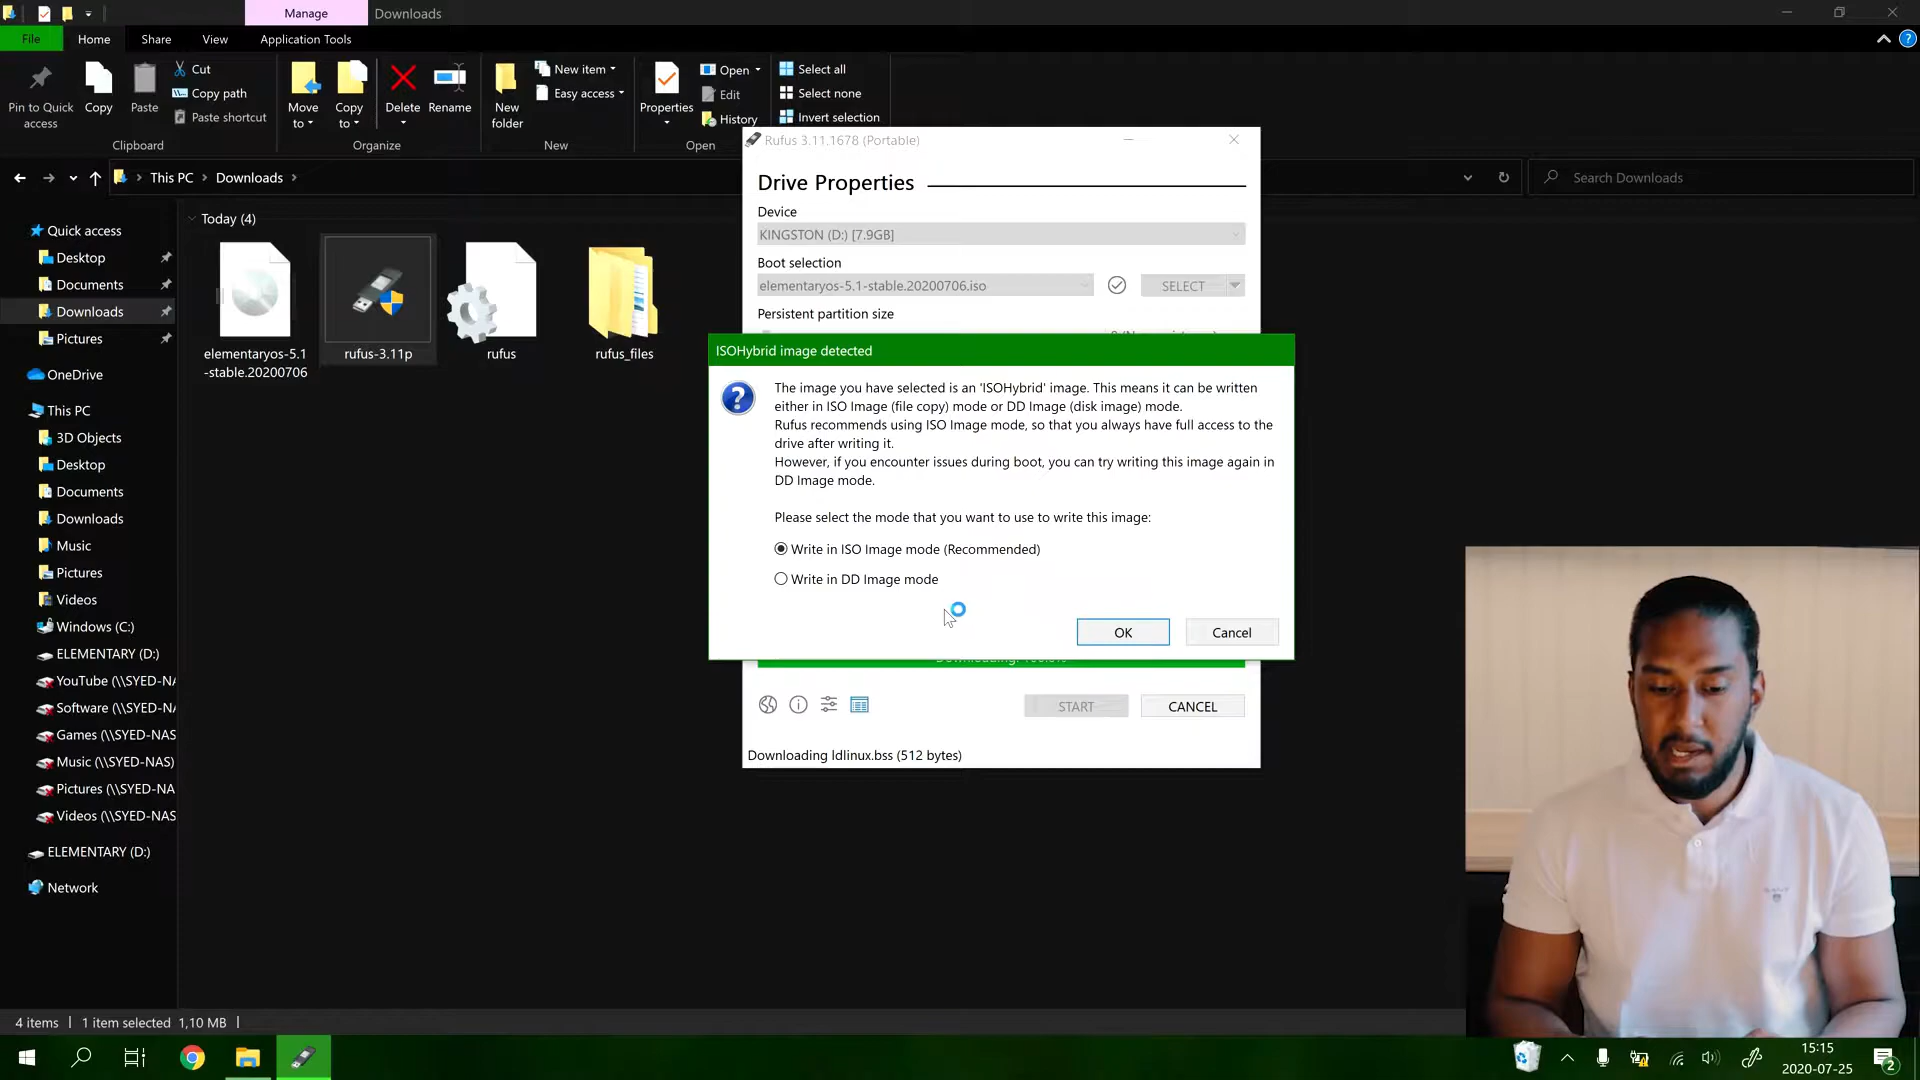 Manage
Downloads
File
Home
Share
View
Application Tools
Pin to Quick access
Copy
Paste
Cut
Copy path
Paste shortcut
Move to
Copy to
Delete
Rename
New folder
New item
Easy access
Properties
Open
Edit
History
Select all
Select none
Invert selection
Clipboard
Organize
New
Open
This PC
Downloads
Search Downloads
Quick access
Desktop
Documents
Downloads
Pictures
OneDrive
This PC
3D Objects
Desktop
Documents
Downloads
Music
Pictures
Videos
Windows (C:)
ELEMENTARY (D:)
YouTube (\\SYED-NA
Software (\\SYED-NA
Games (\\SYED-NAS
Music (\\SYED-NAS)
Pictures (\\SYED-NA
Videos (\\SYED-NAS
ELEMENTARY (D:)
Network
Today (4)
elementaryos-5.1
-stable.20200706
rufus-3.11p
rufus
rufus_files
Rufus 3.11.1678 (Portable)
Drive Properties
Device
KINGSTON (D:) [7.9GB]
Boot selection
elementaryos-5.1-stable.20200706.iso
SELECT
Persistent partition size
ISOHybrid image detected
The image you have selected is an 'ISOHybrid' image. This means it can be written
either in ISO Image (file copy) mode or DD Image (disk image) mode.
Rufus recommends using ISO Image mode, so that you always have full access to the
drive after writing it.
However, if you encounter issues during boot, you can try writing this image again in
DD Image mode.
Please select the mode that you want to use to write this image:
Write in ISO Image mode (Recommended)
Write in DD Image mode
OK
Cancel
START
CANCEL
Downloading ldlinux.bss (512 bytes)
4 items
1 item selected 1,10 MB
15:15
2020-07-25
2